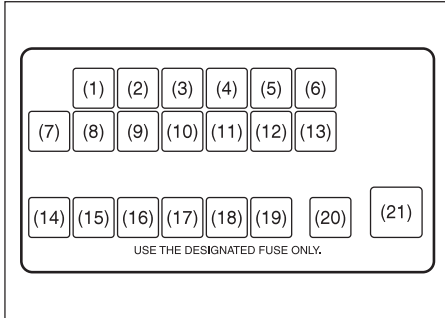 (1) (2) (3) (4) (5) (6)
(7) (8) (9) (10) (11) (12) (13)
(14) (15) (16) (17) (18) (19) (20) (21)
USE THE DESIGNATED FUSE ONLY.